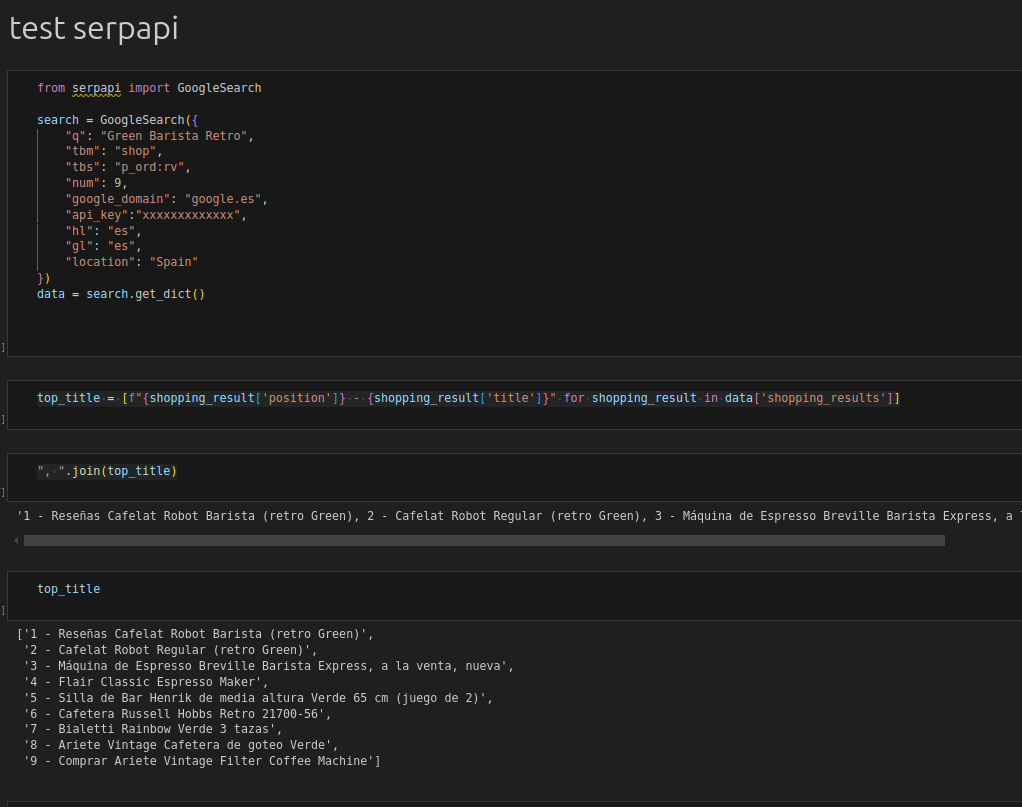 test serpapi
from serpapi import GoogleSearch
search = GoogleSearch({
"q": "Green Barista Retro",
"tbm": "shop",
"tbs": "p_ord:rv",
"num": 9,
"google_domain": "google.es",
"api_key":"xxxxxxxxxxxxx",
"hl": "es",
"gl": "es",
"location": "Spain"
})
data = search.get_dict()
]
top_title = [f"{shopping_result['position']} - {shopping_result['title']}" for shopping_result in data['shopping_results']]
]
", ".join(top_title)
]
'1 - Reseñas Cafelat Robot Barista (retro Green), 2 - Cafelat Robot Regular (retro Green), 3 - Máquina de Espresso Breville Barista Express, a
top_title
]
['1 - Reseñas Cafelat Robot Barista (retro Green)',
'2 - Cafelat Robot Regular (retro Green)',
'3 - Máquina de Espresso Breville Barista Express, a la venta, nueva',
'4 - Flair Classic Espresso Maker',
'5 - Silla de Bar Henrik de media altura Verde 65 cm (juego de 2)',
'6 - Cafetera Russell Hobbs Retro 21700-56',
'7 - Bialetti Rainbow Verde 3 tazas',
'8 - Ariete Vintage Cafetera de goteo Verde',
'9 - Comprar Ariete Vintage Filter Coffee Machine']